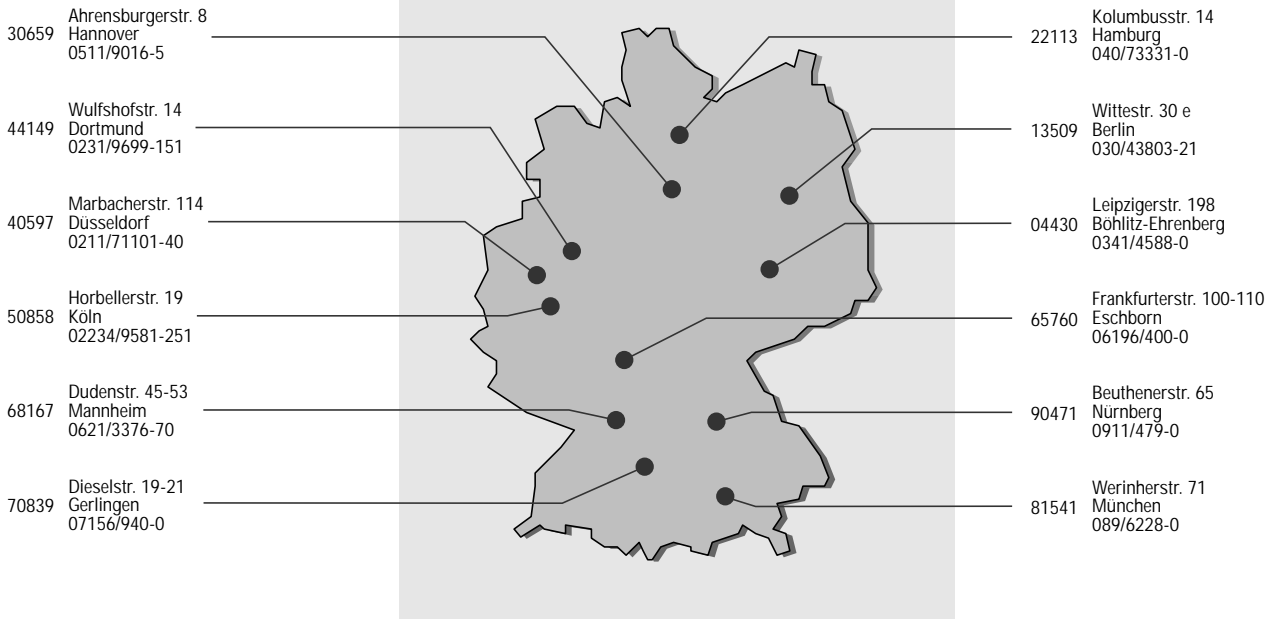 30659
Ahrensburgerstr. 8
Hannover
0511/9016-5
44149
Wulfshofstr. 14
Dortmund
0231/9699-151
40597
Marbacherstr. 114
Düsseldorf
0211/71101-40
50858
Horbellerstr. 19
Köln
02234/9581-251
68167
Dudenstr. 45-53
Mannheim
0621/3376-70
70839
Dieselstr. 19-21
Gerlingen
07156/940-0
22113
Kolumbusstr. 14
Hamburg
040/73331-0
13509
Wittestr. 30 e
Berlin
030/43803-21
04430
Leipzigerstr. 198
Böhlitz-Ehrenberg
0341/4588-0
65760
Frankfurterstr. 100-110
Eschborn
06196/400-0
90471
Beuthenerstr. 65
Nürnberg
0911/479-0
81541
Werinherstr. 71
München
089/6228-0